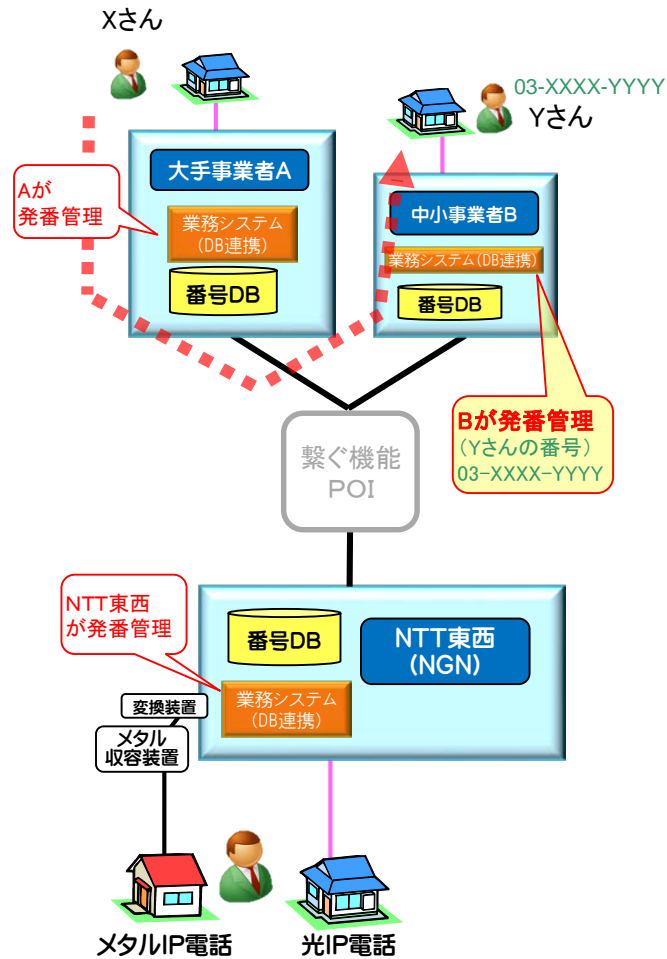 Xさん
03-XXXX-YYYY
Yさん
大手事業者A
Aが
発番管理
業務システム
(DB連携)
番号DB
中小事業者B
業務システム(DB連携)
番号DB
Bが発番管理
(Yさんの番号)
03-XXXX-YYYY
繋ぐ機能
POI
NTT東西
が発番管理
番号DB
NTT東西
(NGN)
業務システム
(DB連携)
変換装置
メタル
収容装置
メタルIP電話
光IP電話